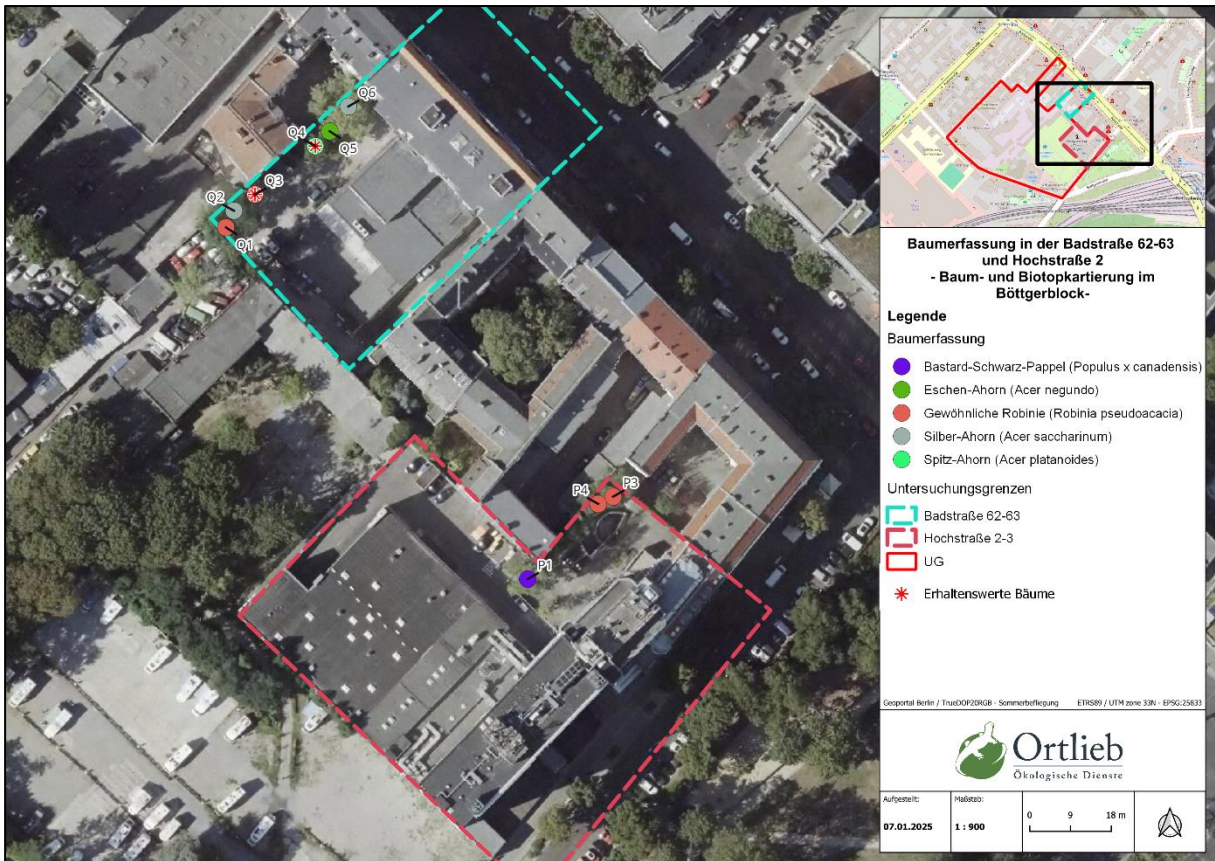 Q6
Q4
Q5
Q3
Q2
Q1
P4
P3
P1
Baumerfassung in der Badstraße 62-63
und Hochstraße 2
- Baum- und Biotopkartierung im
Böttgerblock-
Legende
Baumerfassung
Bastard-Schwarz-Pappel (Populus x canadensis)
Eschen-Ahorn (Acer negundo)
Gewöhnliche Robinie (Robinia pseudoacacia)
Silber-Ahorn (Acer saccharinum)
Spitz-Ahorn (Acer platanoides)
Untersuchungsgrenzen
Badstraße 62-63
Hochstraße 2-3
UG
Erhaltenswerte Bäume
Geoportal Berlin / TrueDOP20RGB - Sommerbefliegung ETRS89 / UTM zone 33N - EPSG:25833
Ortlieb
Ökologische Dienste
Aufgestellt:
07.01.2025
Maßstab:
1 : 900
0 9 18 m